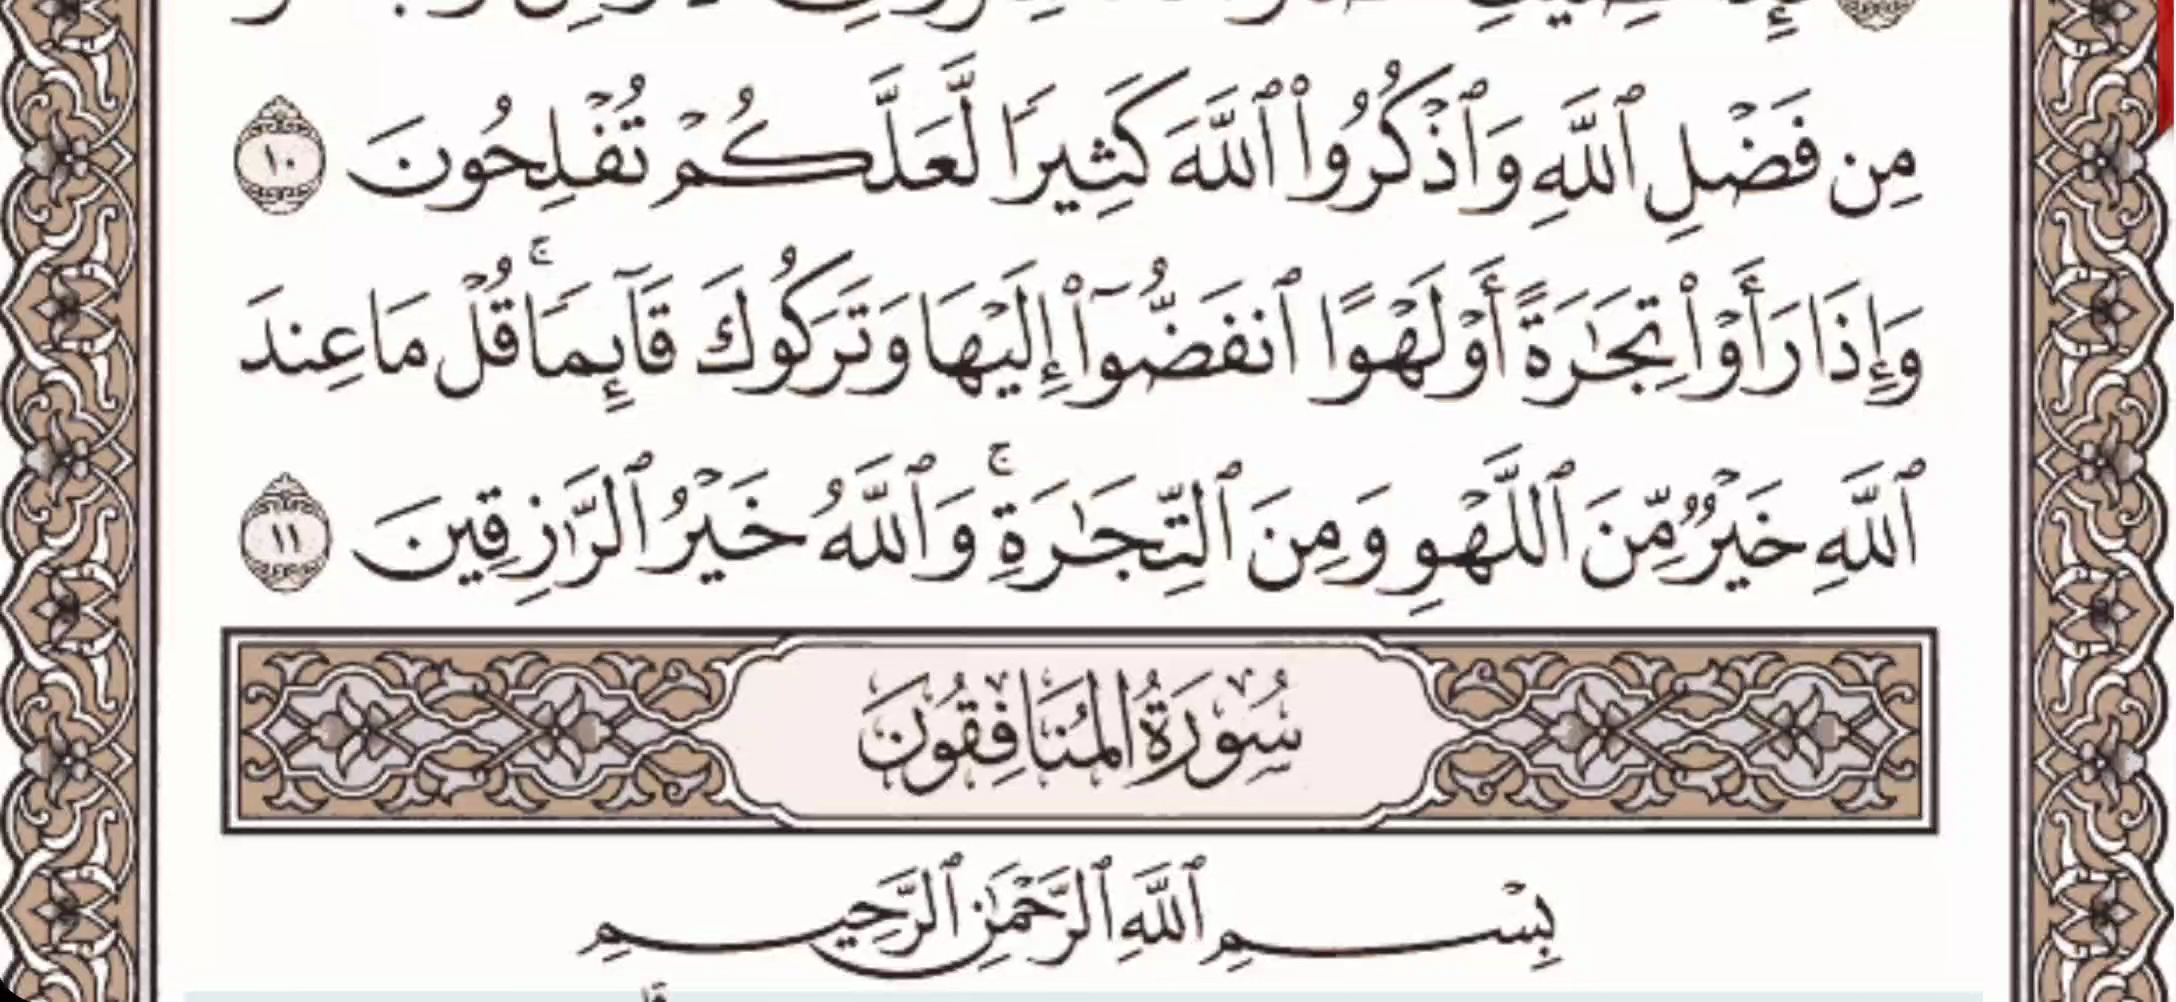 مِن فَضْلِ ٱللَّهِ وَٱذْكُرُوا۟ ٱللَّهَ كَثِيرًا لَّعَلَّكُمْ تُفْلِحُونَ ١٠
وَإِذَا رَأَوْا۟ تِجَٰرَةً أَوْ لَهْوًا ٱنفَضُّوٓا۟ إِلَيْهَا وَتَرَكُوكَ قَآئِمًا ۚ قُلْ مَا عِندَ
ٱللَّهِ خَيْرٌ مِّنَ ٱللَّهْوِ وَمِنَ ٱلتِّجَٰرَةِ ۚ وَٱللَّهُ خَيْرُ ٱلرَّٰزِقِينَ ١١
سُورَةُ المُنَافِقُونَ
بِسْمِ ٱللَّهِ ٱلرَّحْمَٰنِ ٱلرَّحِيمِ